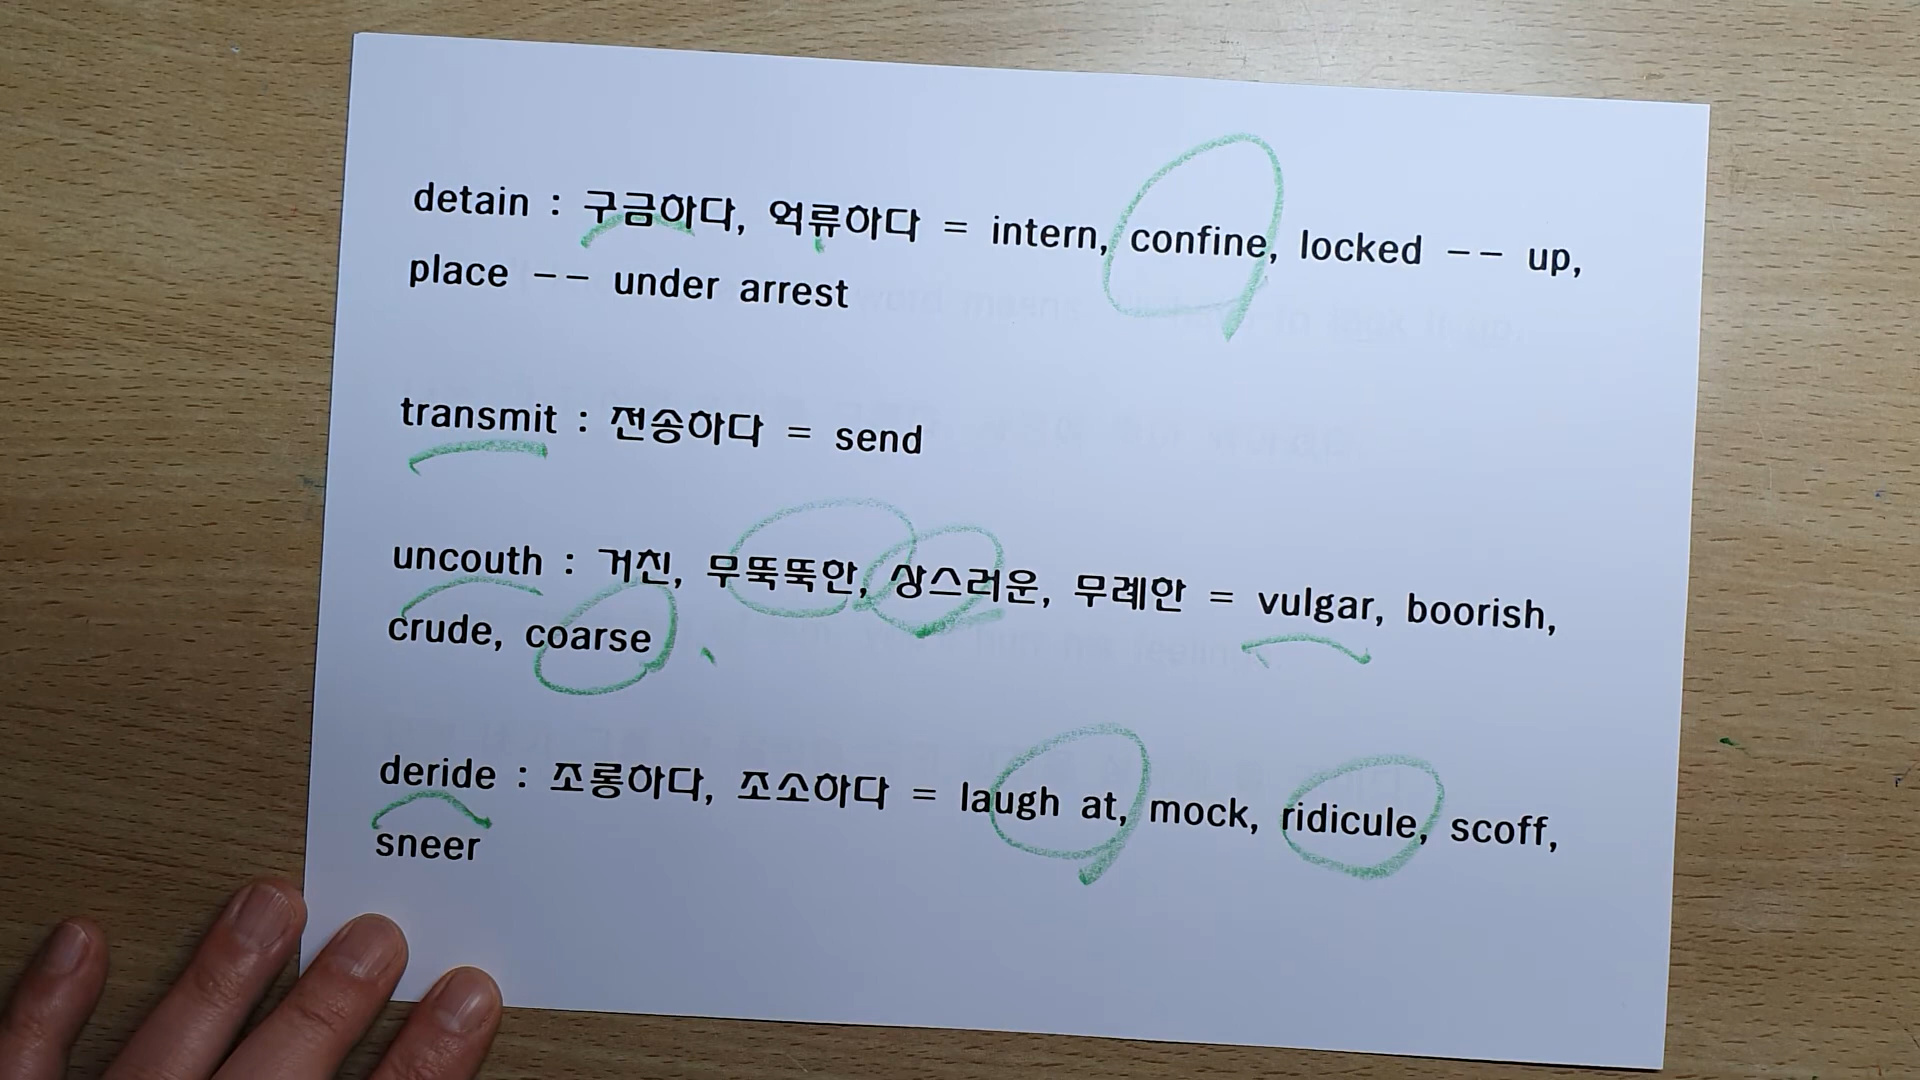 detain : 구금하다, 억류하다 = intern, confine, locked -- up,
place -- under arrest
transmit : 전송하다 = send
uncouth : 거친, 무뚝뚝한, 상스러운, 무례한 = vulgar, boorish,
crude, coarse
deride : 조롱하다, 조소하다 = laugh at, mock, ridicule, scoff,
sneer